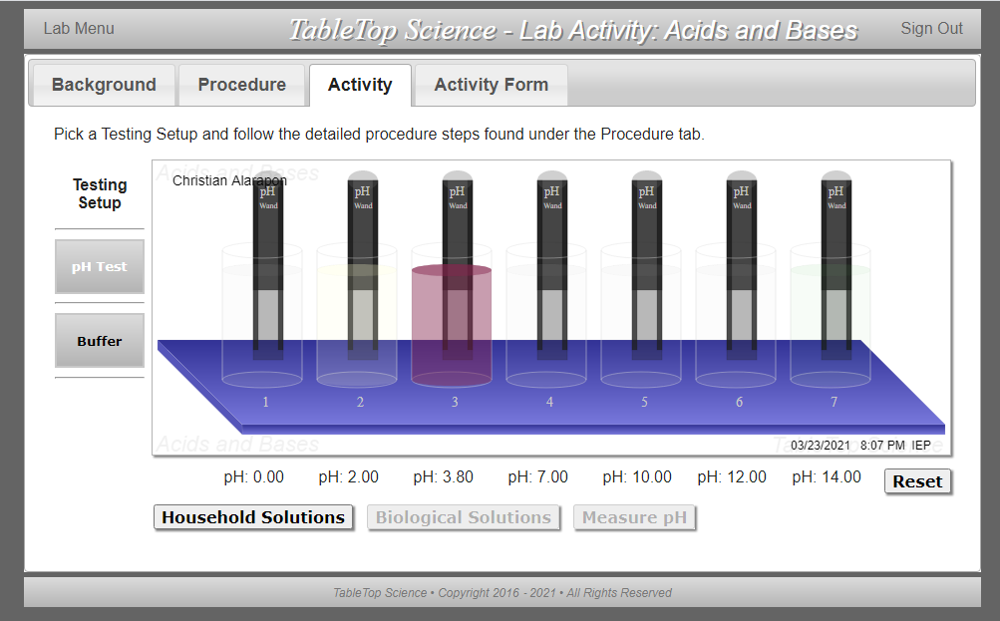 Lab Menu
TableTop Science - Lab Activity: Acids and Bases
Sign Out
Background
Procedure
Activity
Activity Form
Pick a Testing Setup and follow the detailed procedure steps found under the Procedure tab.
Testing
Setup
pH Test
Buffer
Acids and Bases
Christian Alarapon
pH pH pH pH pH pH pH
Wand Wand Wand Wand Wand Wand Wand
1 2 3 4 5 6 7
Acids and Bases
03/23/2021 8:07 PM IEP
pH: 0.00 pH: 2.00 pH: 3.80 pH: 7.00 pH: 10.00 pH: 12.00 pH: 14.00
Reset
Household Solutions
Biological Solutions
Measure pH
TableTop Science • Copyright 2016 - 2021 • All Rights Reserved